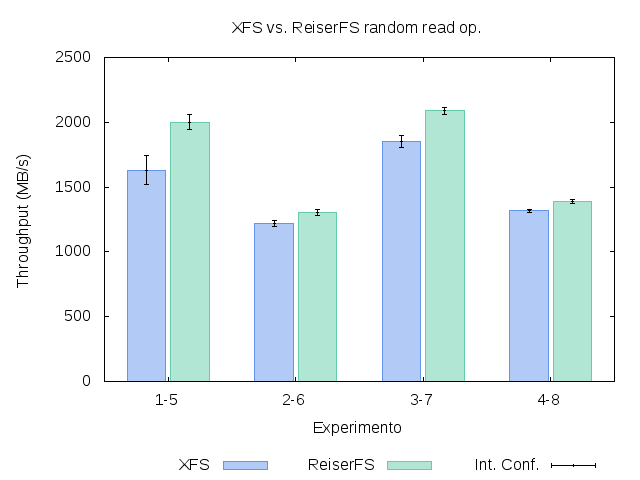 XFS vs. ReiserFS random read op.
Throughput (MB/s)
2500
2000
1500
1000
500
0
1-5 2-6 3-7 4-8
Experimento
XFS ReiserFS Int. Conf.